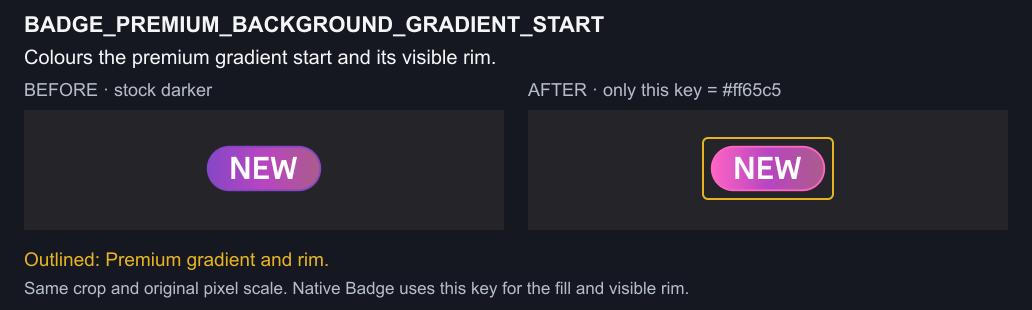 BADGE_PREMIUM_BACKGROUND_GRADIENT_START
Colours the premium gradient start and its visible rim.
BEFORE · stock darker
AFTER · only this key = #ff65c5
NEW
NEW
Outlined: Premium gradient and rim.
Same crop and original pixel scale. Native Badge uses this key for the fill and visible rim.